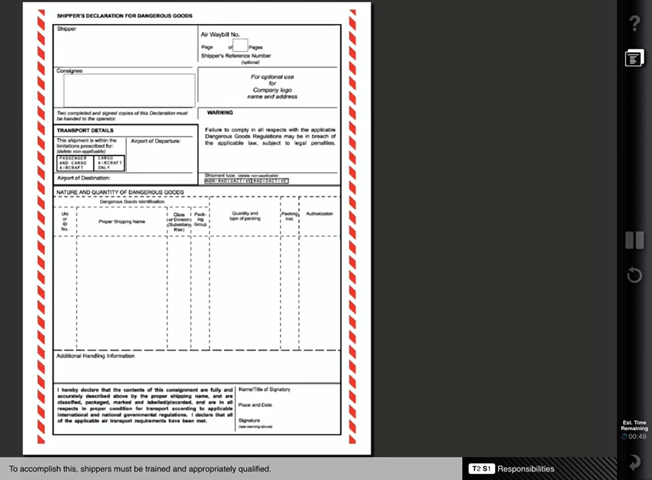 SHIPPER'S DECLARATION FOR DANGEROUS GOODS
Shipper
Air Waybill No.
Page of Pages
Shipper's Reference Number
(optional)
Consignee
For optional use
for
Company logo
name and address
Two completed and signed copies of this Declaration must
be handed to the operator.
WARNING
Failure to comply in all respects with the applicable
Dangerous Goods Regulations may be in breach of
the applicable law, subject to legal penalties.
TRANSPORT DETAILS
This shipment is within the
limitations prescribed for:
(delete non-applicable)
Airport of Departure:
PASSENGER
AND CARGO
AIRCRAFT
CARGO
AIRCRAFT
ONLY
Airport of Destination:
Shipment type: (delete non-applicable)
NON-RADIOACTIVE RADIOACTIVE
NATURE AND QUANTITY OF DANGEROUS GOODS
Dangerous Goods Identification
UN
or
ID
No.
Proper Shipping Name
Class
or Division
(Subsidiary
Risk)
Pack-
ing
Group
Quantity and
type of packing
Packing
Inst.
Authorization
Additional Handling Information
I hereby declare that the contents of this consignment are fully and
accurately described above by the proper shipping name, and are
classified, packaged, marked and labelled/placarded, and are in all
respects in proper condition for transport according to applicable
international and national governmental regulations. I declare that all
of the applicable air transport requirements have been met.
Name/Title of Signatory
Place and Date
Signature
(see warning above)
?
Est. Time
Remaining
00:49
To accomplish this, shippers must be trained and appropriately qualified.
T2 S1 Responsibilities